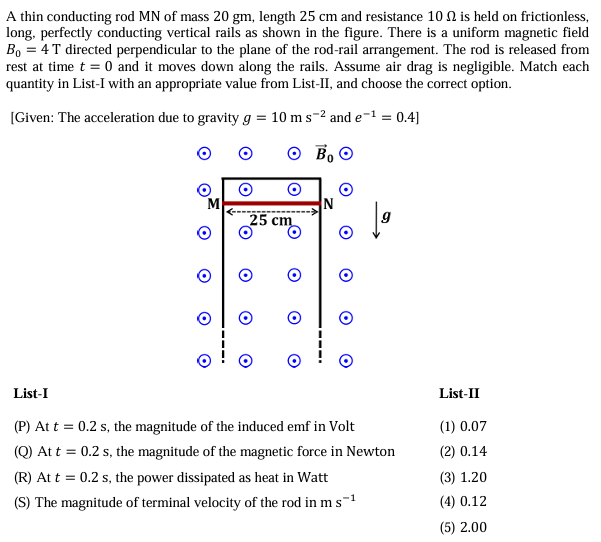 A thin conducting rod MN of mass 20 gm, length 25 cm and resistance 10 Ω is held on frictionless,
long, perfectly conducting vertical rails as shown in the figure. There is a uniform magnetic field
B₀ = 4 T directed perpendicular to the plane of the rod-rail arrangement. The rod is released from
rest at time t = 0 and it moves down along the rails. Assume air drag is negligible. Match each
quantity in List-I with an appropriate value from List-II, and choose the correct option.
[Given: The acceleration due to gravity g = 10 m s⁻² and e⁻¹ = 0.4]
B⃗₀
M N
25 cm
g
List-I List-II
(P) At t = 0.2 s, the magnitude of the induced emf in Volt (1) 0.07
(Q) At t = 0.2 s, the magnitude of the magnetic force in Newton (2) 0.14
(R) At t = 0.2 s, the power dissipated as heat in Watt (3) 1.20
(S) The magnitude of terminal velocity of the rod in m s⁻¹ (4) 0.12
(5) 2.00